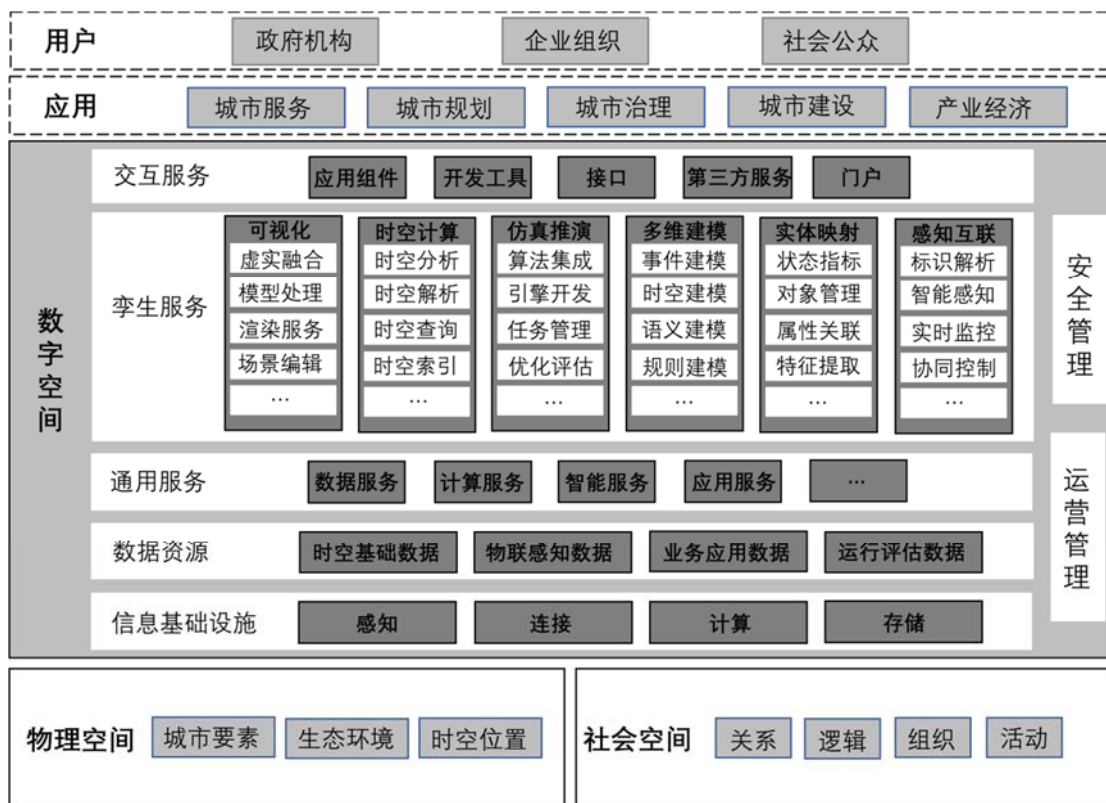 用户 政府机构 企业组织 社会公众
应用 城市服务 城市规划 城市治理 城市建设 产业经济
数字空间
交互服务 应用组件 开发工具 接口 第三方服务 门户
孪生服务
可视化 时空计算 仿真推演 多维建模 实体映射 感知互联
虚实融合 时空分析 算法集成 事件建模 状态指标 标识解析
模型处理 时空解析 引擎开发 时空建模 对象管理 智能感知
渲染服务 时空查询 任务管理 语义建模 属性关联 实时监控
场景编辑 时空索引 优化评估 规则建模 特征提取 协同控制
… … … … … …
通用服务 数据服务 计算服务 智能服务 应用服务 …
数据资源 时空基础数据 物联感知数据 业务应用数据 运行评估数据
信息基础设施 感知 连接 计算 存储
安全管理
运营管理
物理空间 城市要素 生态环境 时空位置
社会空间 关系 逻辑 组织 活动